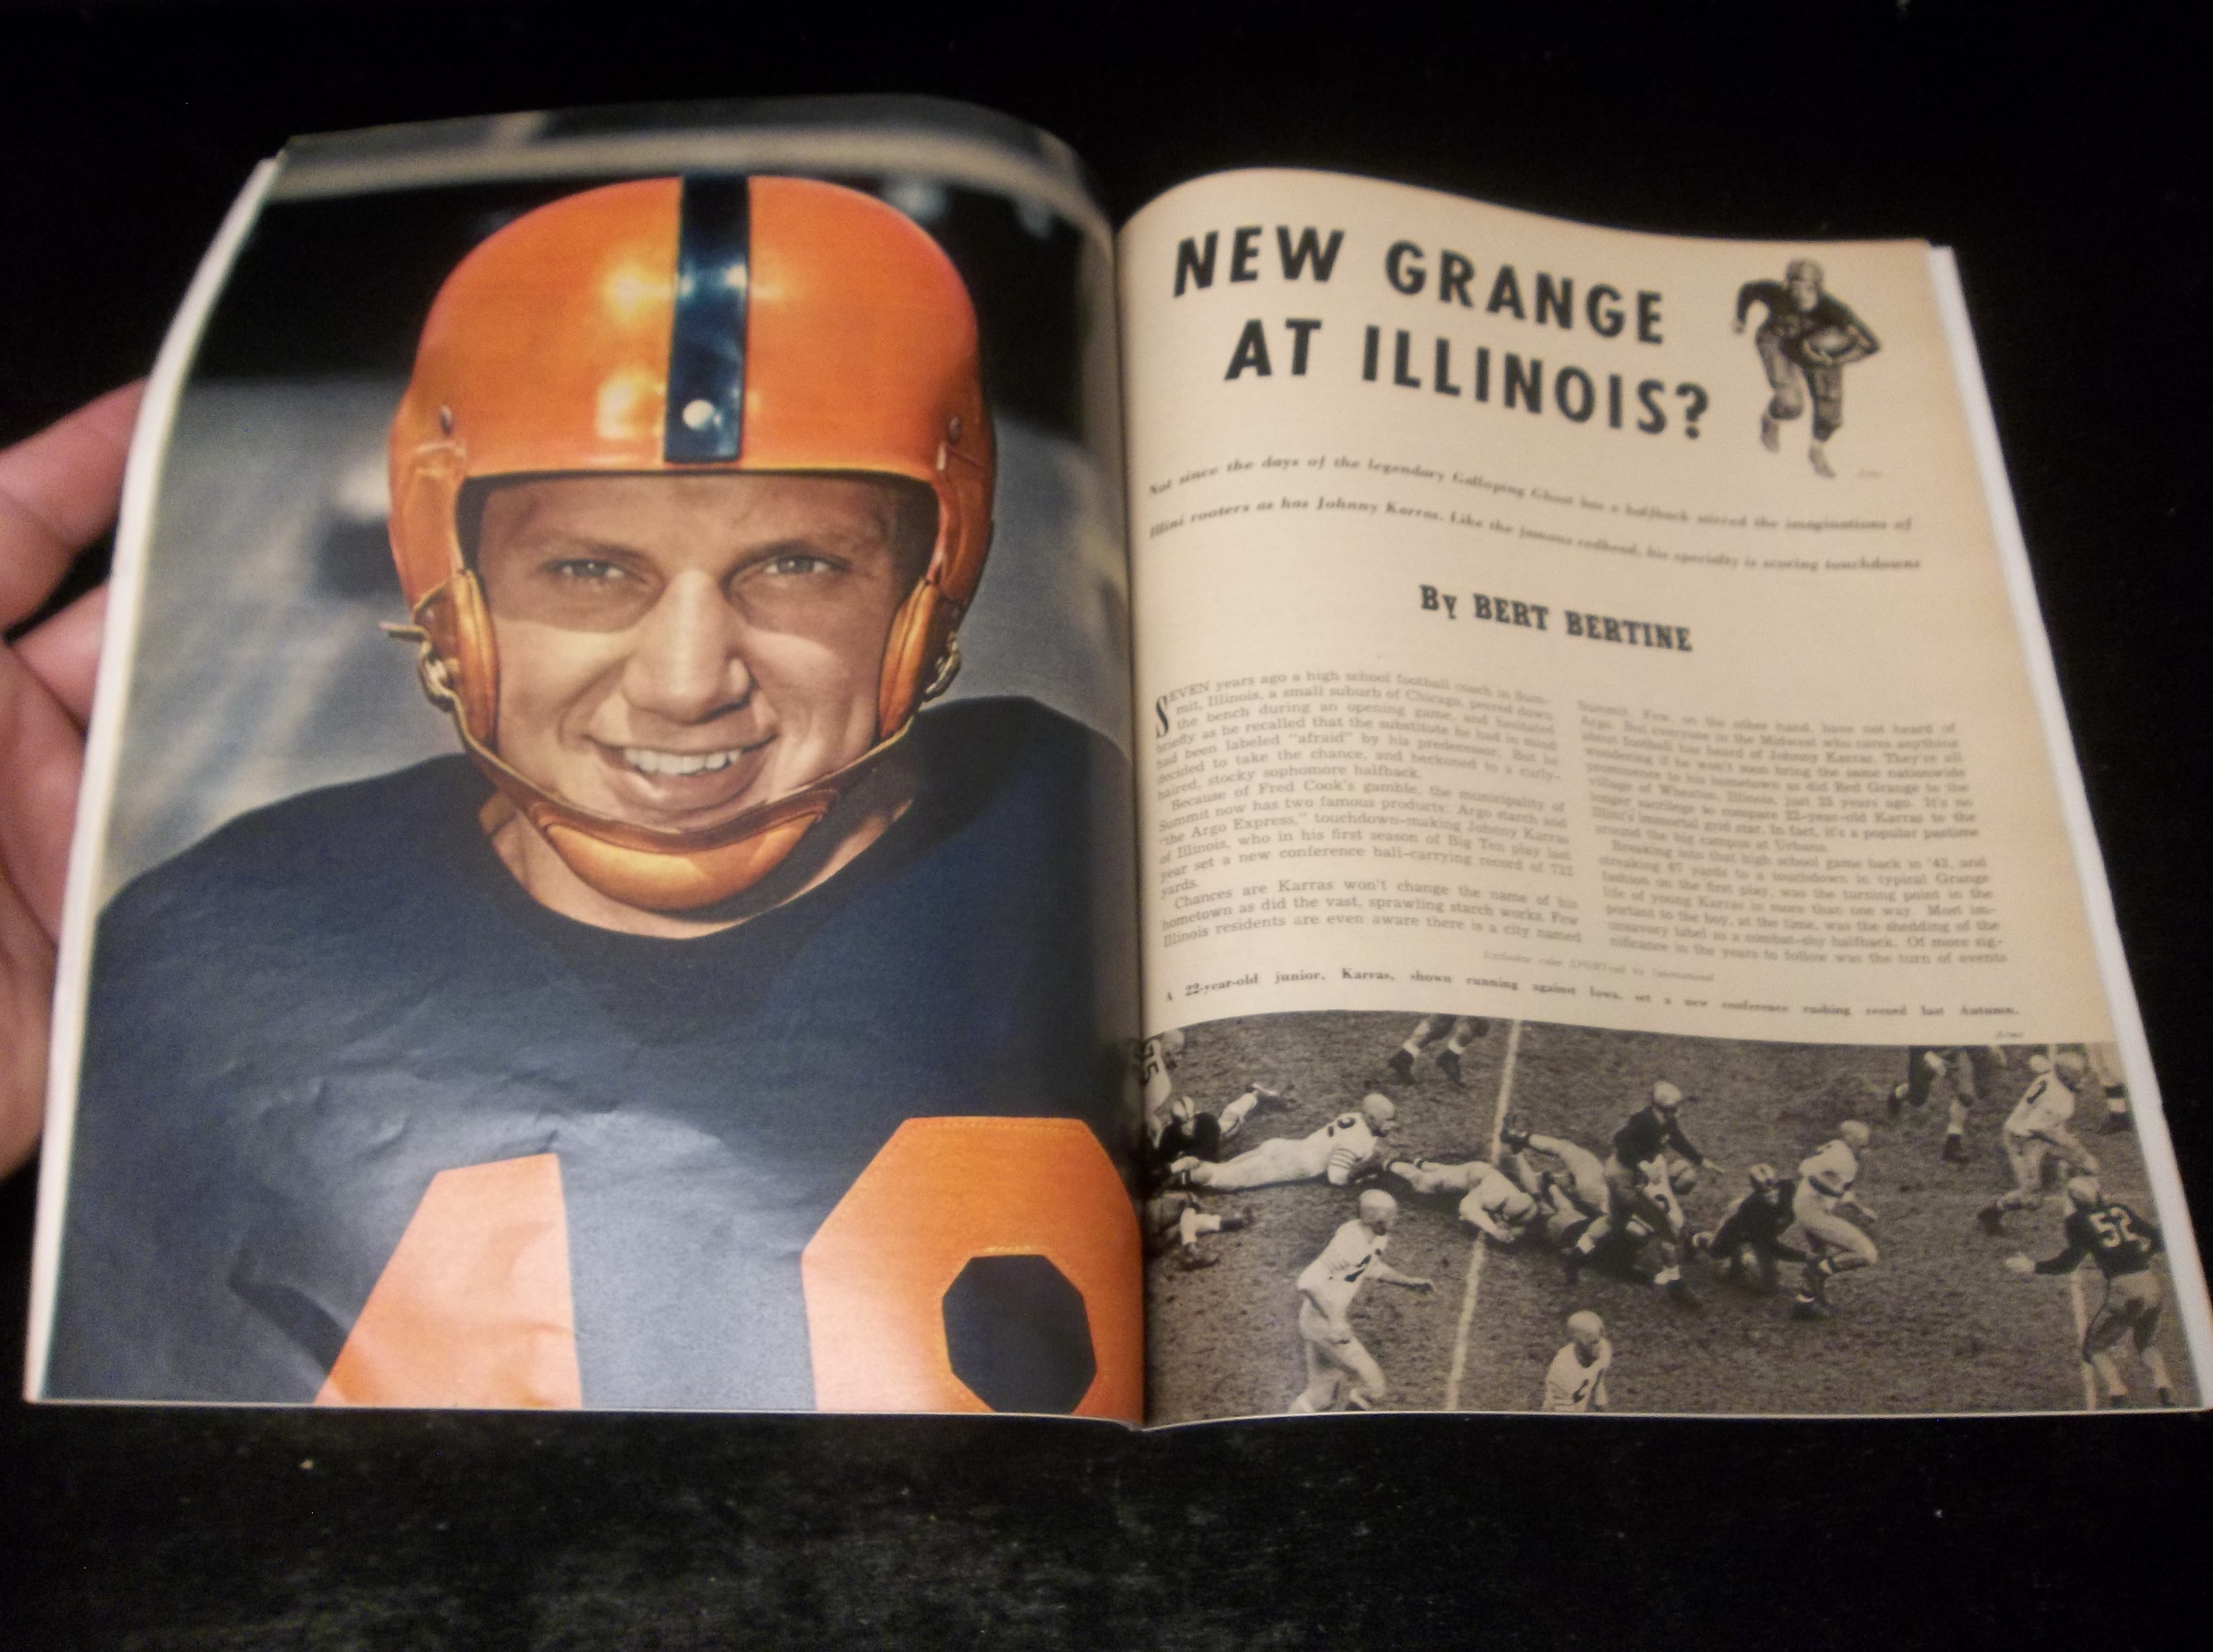 NEW GRANGE
AT ILLINOIS?
Not since the days of the legendary Galloping Ghost has a halfback stirred the imaginations of
Illini rooters as has Johnny Karras. Like the famous redhead, his specialty is scoring touchdowns
By BERT BERTINE
SEVEN years ago a high school football coach in Sum-
mit, Illinois, a small suburb of Chicago, peered down
the bench during an opening game, and hesitated
briefly as he recalled that the substitute he had in mind
had been labeled "afraid" by his predecessor. But he
decided to take the chance, and beckoned to a curly-
haired, stocky sophomore halfback.
Because of Fred Cook's gamble, the municipality of
Summit now has two famous products: Argo starch and
"the Argo Express," touchdown-making Johnny Karras
of Illinois, who in his first season of Big Ten play last
year set a new conference ball-carrying record of 732
yards.
Chances are Karras won't change the name of his
hometown as did the vast, sprawling starch works. Few
Illinois residents are even aware there is a city named
Summit. Few, on the other hand, have not heard of
Argo. But everyone in the Midwest who cares anything
about football has heard of Johnny Karras. They're all
wondering if he won't soon bring the same nationwide
prominence to his hometown as did Red Grange to the
village of Wheaton, Illinois, just 25 years ago. It's no
longer sacrilege to compare 22-year-old Karras to the
Illini's immortal grid star. In fact, it's a popular pastime
around the big campus at Urbana.
Breaking into that high school game back in '43, and
streaking 67 yards to a touchdown in typical Grange
fashion on the first play, was the turning point in the
life of young Karras in more than one way. Most im-
portant to the boy, at the time, was the shedding of the
unsavory label as a combat-shy halfback. Of more sig-
nificance in the years to follow was the turn of events
Exclusive color SPORTrait by International
A 22-year-old junior, Karras, shown running against Iowa, set a new conference rushing record last Autumn.
Acme
48
52